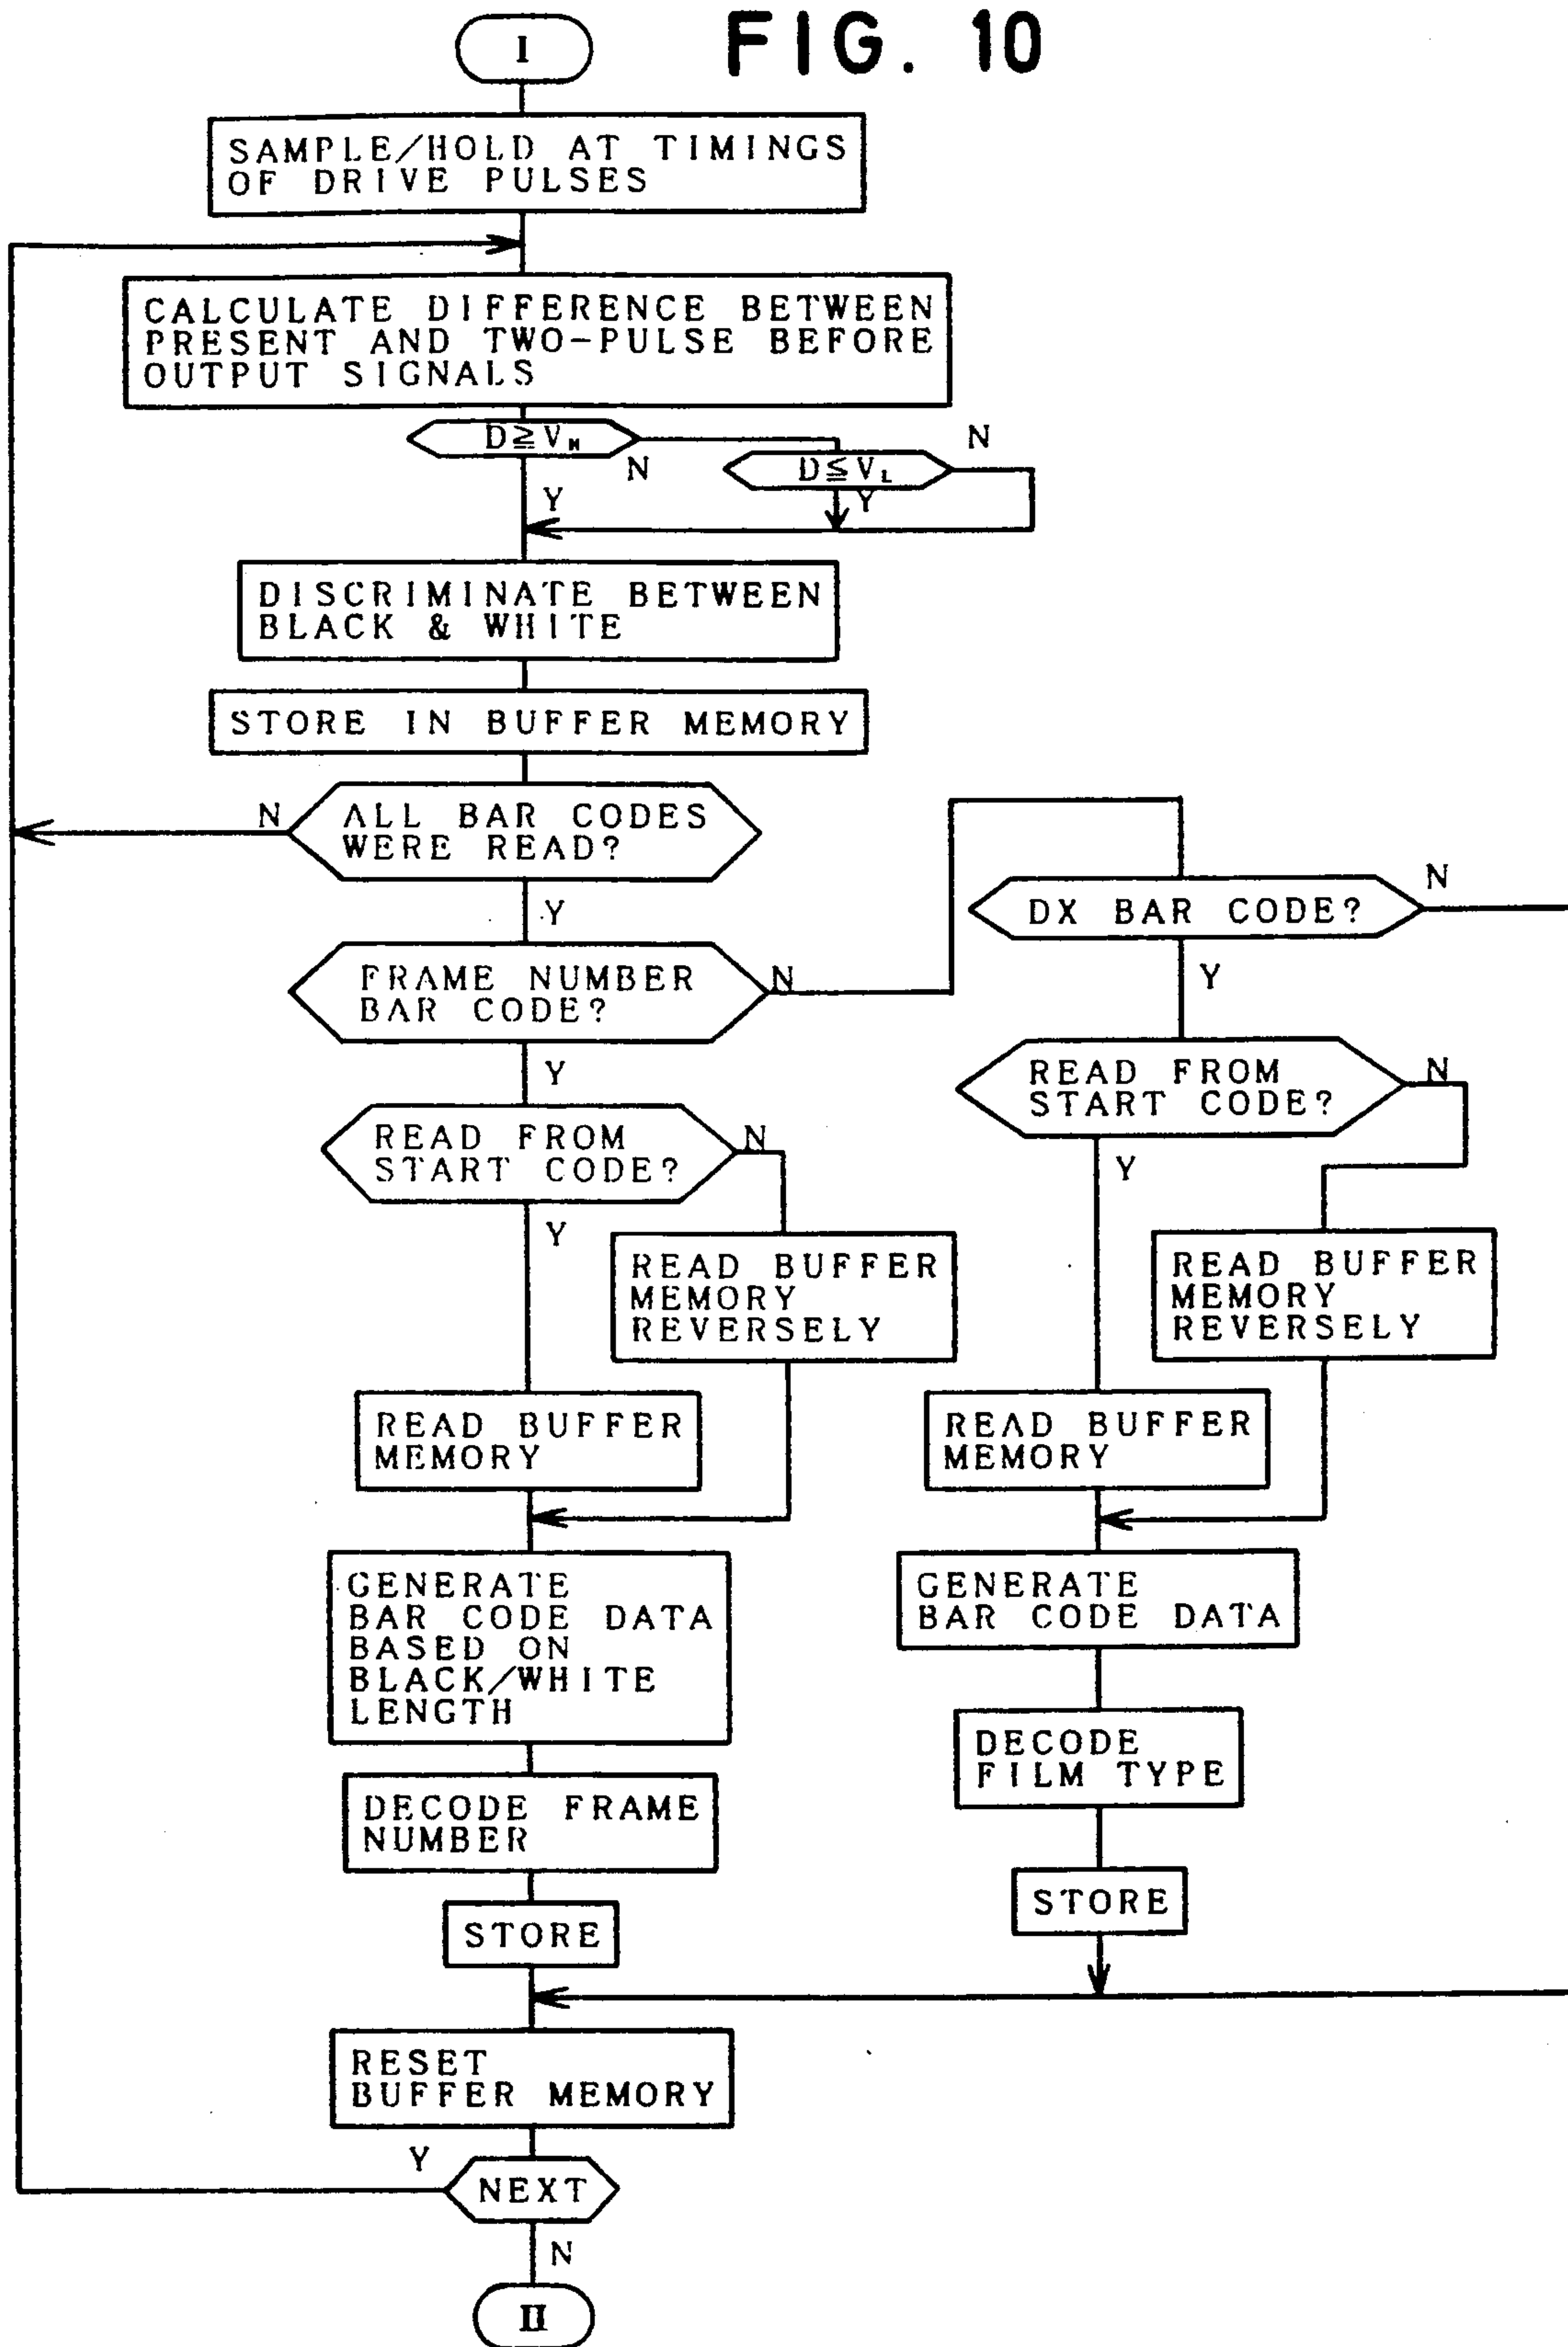 FIG. 10
I
SAMPLE/HOLD AT TIMINGS
OF DRIVE PULSES
CALCULATE DIFFERENCE BETWEEN
PRESENT AND TWO-PULSE BEFORE
OUTPUT SIGNALS
D≧V_H
N
Y
D≦V_L
N
Y
DISCRIMINATE BETWEEN
BLACK & WHITE
STORE IN BUFFER MEMORY
ALL BAR CODES
WERE READ?
N
Y
FRAME NUMBER
BAR CODE?
N
Y
DX BAR CODE?
N
Y
READ FROM
START CODE?
N
Y
READ FROM
START CODE?
N
Y
READ BUFFER
MEMORY
REVERSELY
READ BUFFER
MEMORY
REVERSELY
READ BUFFER
MEMORY
READ BUFFER
MEMORY
GENERATE
BAR CODE DATA
BASED ON
BLACK/WHITE
LENGTH
GENERATE
BAR CODE DATA
DECODE FRAME
NUMBER
DECODE
FILM TYPE
STORE
STORE
RESET
BUFFER MEMORY
Y
NEXT
N
II